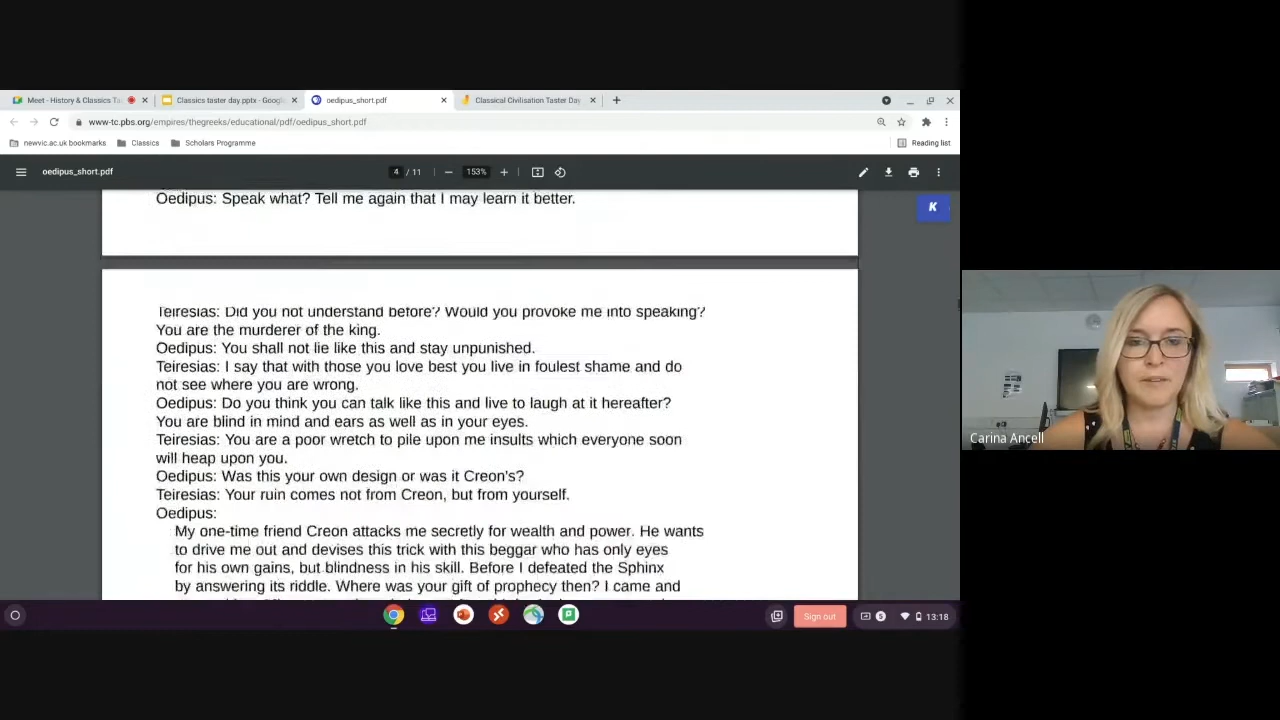 Meet - History & Classics Ta
Classics taster day pptx - Google
oedipus_short.pdf
Classical Civilisation Taster Day
www-tc.pbs.org/empires/thegreeks/educational/pdf/oedipus_short.pdf
newvic.ac.uk bookmarks
Classics
Scholars Programme
Reading list
oedipus_short.pdf
4 / 11
153%
Oedipus: Speak what? Tell me again that I may learn it better.
K
Teiresias: Did you not understand before? Would you provoke me into speaking?
You are the murderer of the king.
Oedipus: You shall not lie like this and stay unpunished.
Teiresias: I say that with those you love best you live in foulest shame and do
not see where you are wrong.
Oedipus: Do you think you can talk like this and live to laugh at it hereafter?
You are blind in mind and ears as well as in your eyes.
Teiresias: You are a poor wretch to pile upon me insults which everyone soon
will heap upon you.
Oedipus: Was this your own design or was it Creon's?
Teiresias: Your ruin comes not from Creon, but from yourself.
Oedipus:
My one-time friend Creon attacks me secretly for wealth and power. He wants
to drive me out and devises this trick with this beggar who has only eyes
for his own gains, but blindness in his skill. Before I defeated the Sphinx
by answering its riddle. Where was your gift of prophecy then? I came and
Carina Ancell
Sign out
13:18